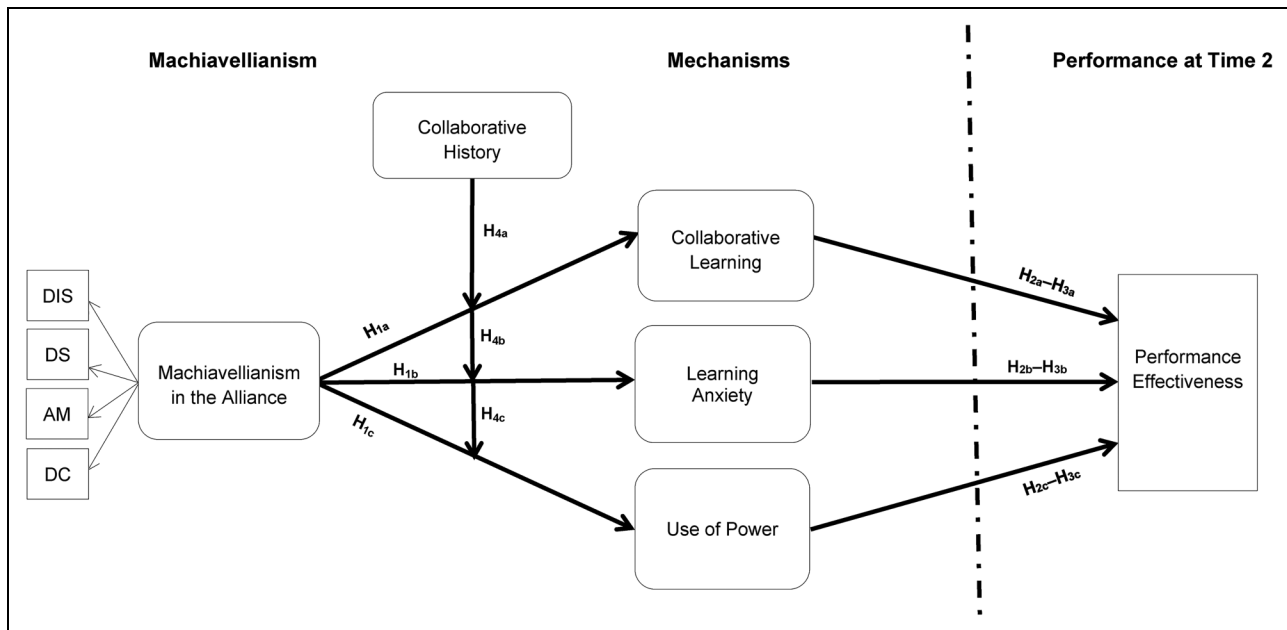 Machiavellianism
Mechanisms
Performance at Time 2
Collaborative
History
H4a
Collaborative
Learning
H2a–H3a
DIS
DS
AM
DC
Machiavellianism
in the Alliance
H1a
H4b
H1b
H4c
H1c
Learning
Anxiety
H2b–H3b
Performance
Effectiveness
Use of Power
H2c–H3c